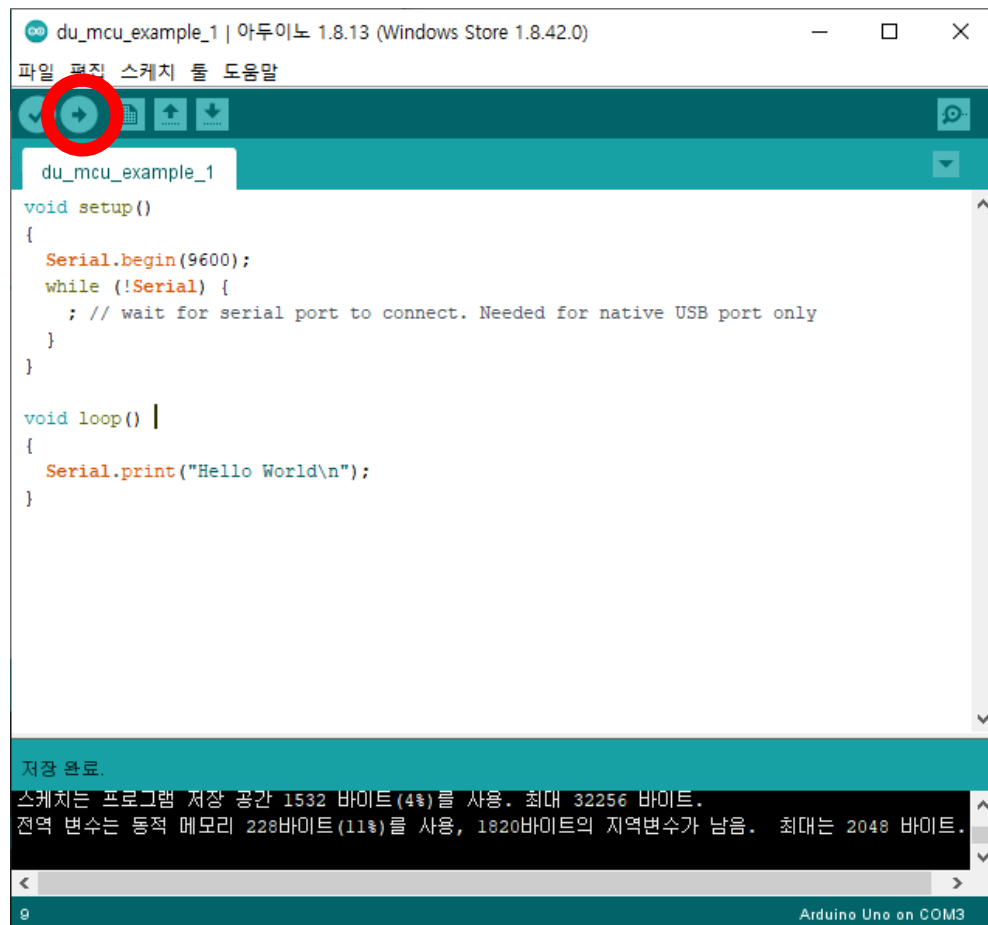 du_mcu_example_1 | 아두이노 1.8.13 (Windows Store 1.8.42.0)
파일 편집 스케치 툴 도움말
du_mcu_example_1
void setup()
{
  Serial.begin(9600);
  while (!Serial) {
    ; // wait for serial port to connect. Needed for native USB port only
  }
}
void loop()
{
  Serial.print("Hello World\n");
}
저장 완료.
스케치는 프로그램 저장 공간 1532 바이트(4%)를 사용. 최대 32256 바이트.
전역 변수는 동적 메모리 228바이트(11%)를 사용, 1820바이트의 지역변수가 남음.  최대는 2048 바이트.
9
Arduino Uno on COM3